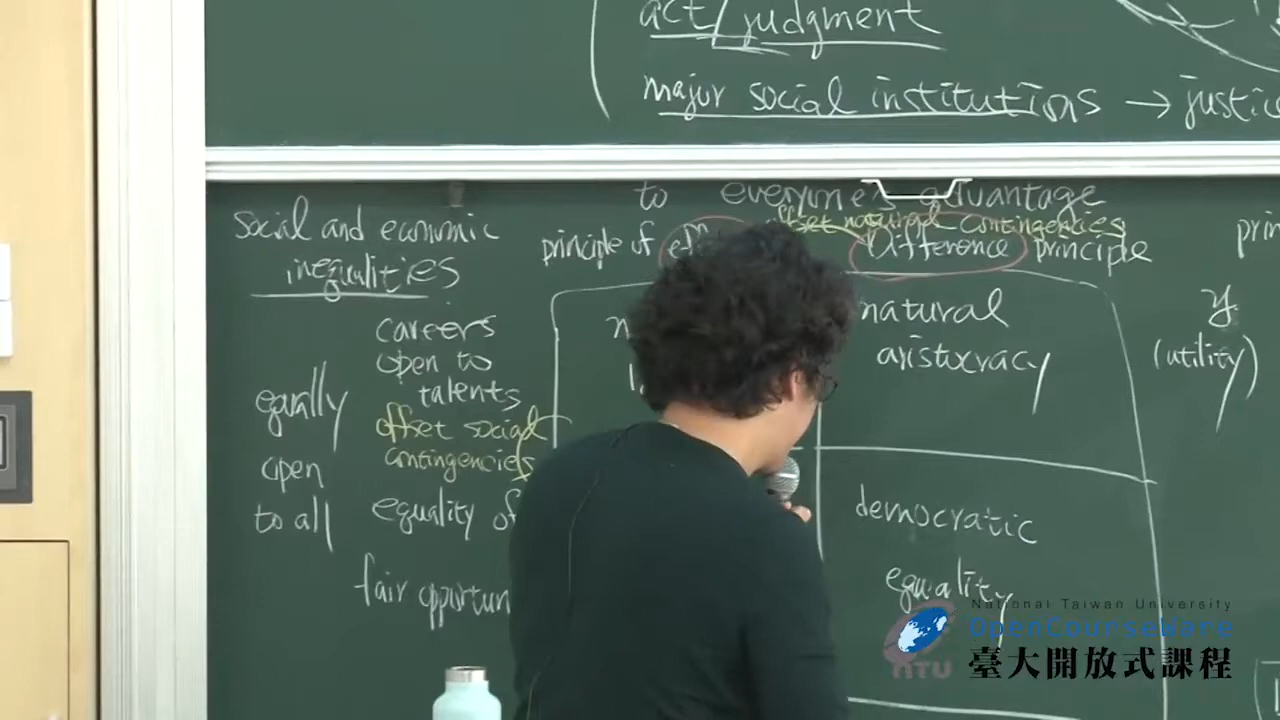 act/judgment
major social institutions → justic
to everyone's advantage
offset natural contingencies
social and economic
inequalities
principle of
Difference principle
prin
careers
open to
talents
natural
aristocracy
y
(utility)
equally
open
to all
offset social
contingencies
equality of
fair opportun
democratic
equality
National Taiwan University
OpenCourseWare
臺大開放式課程
NTU